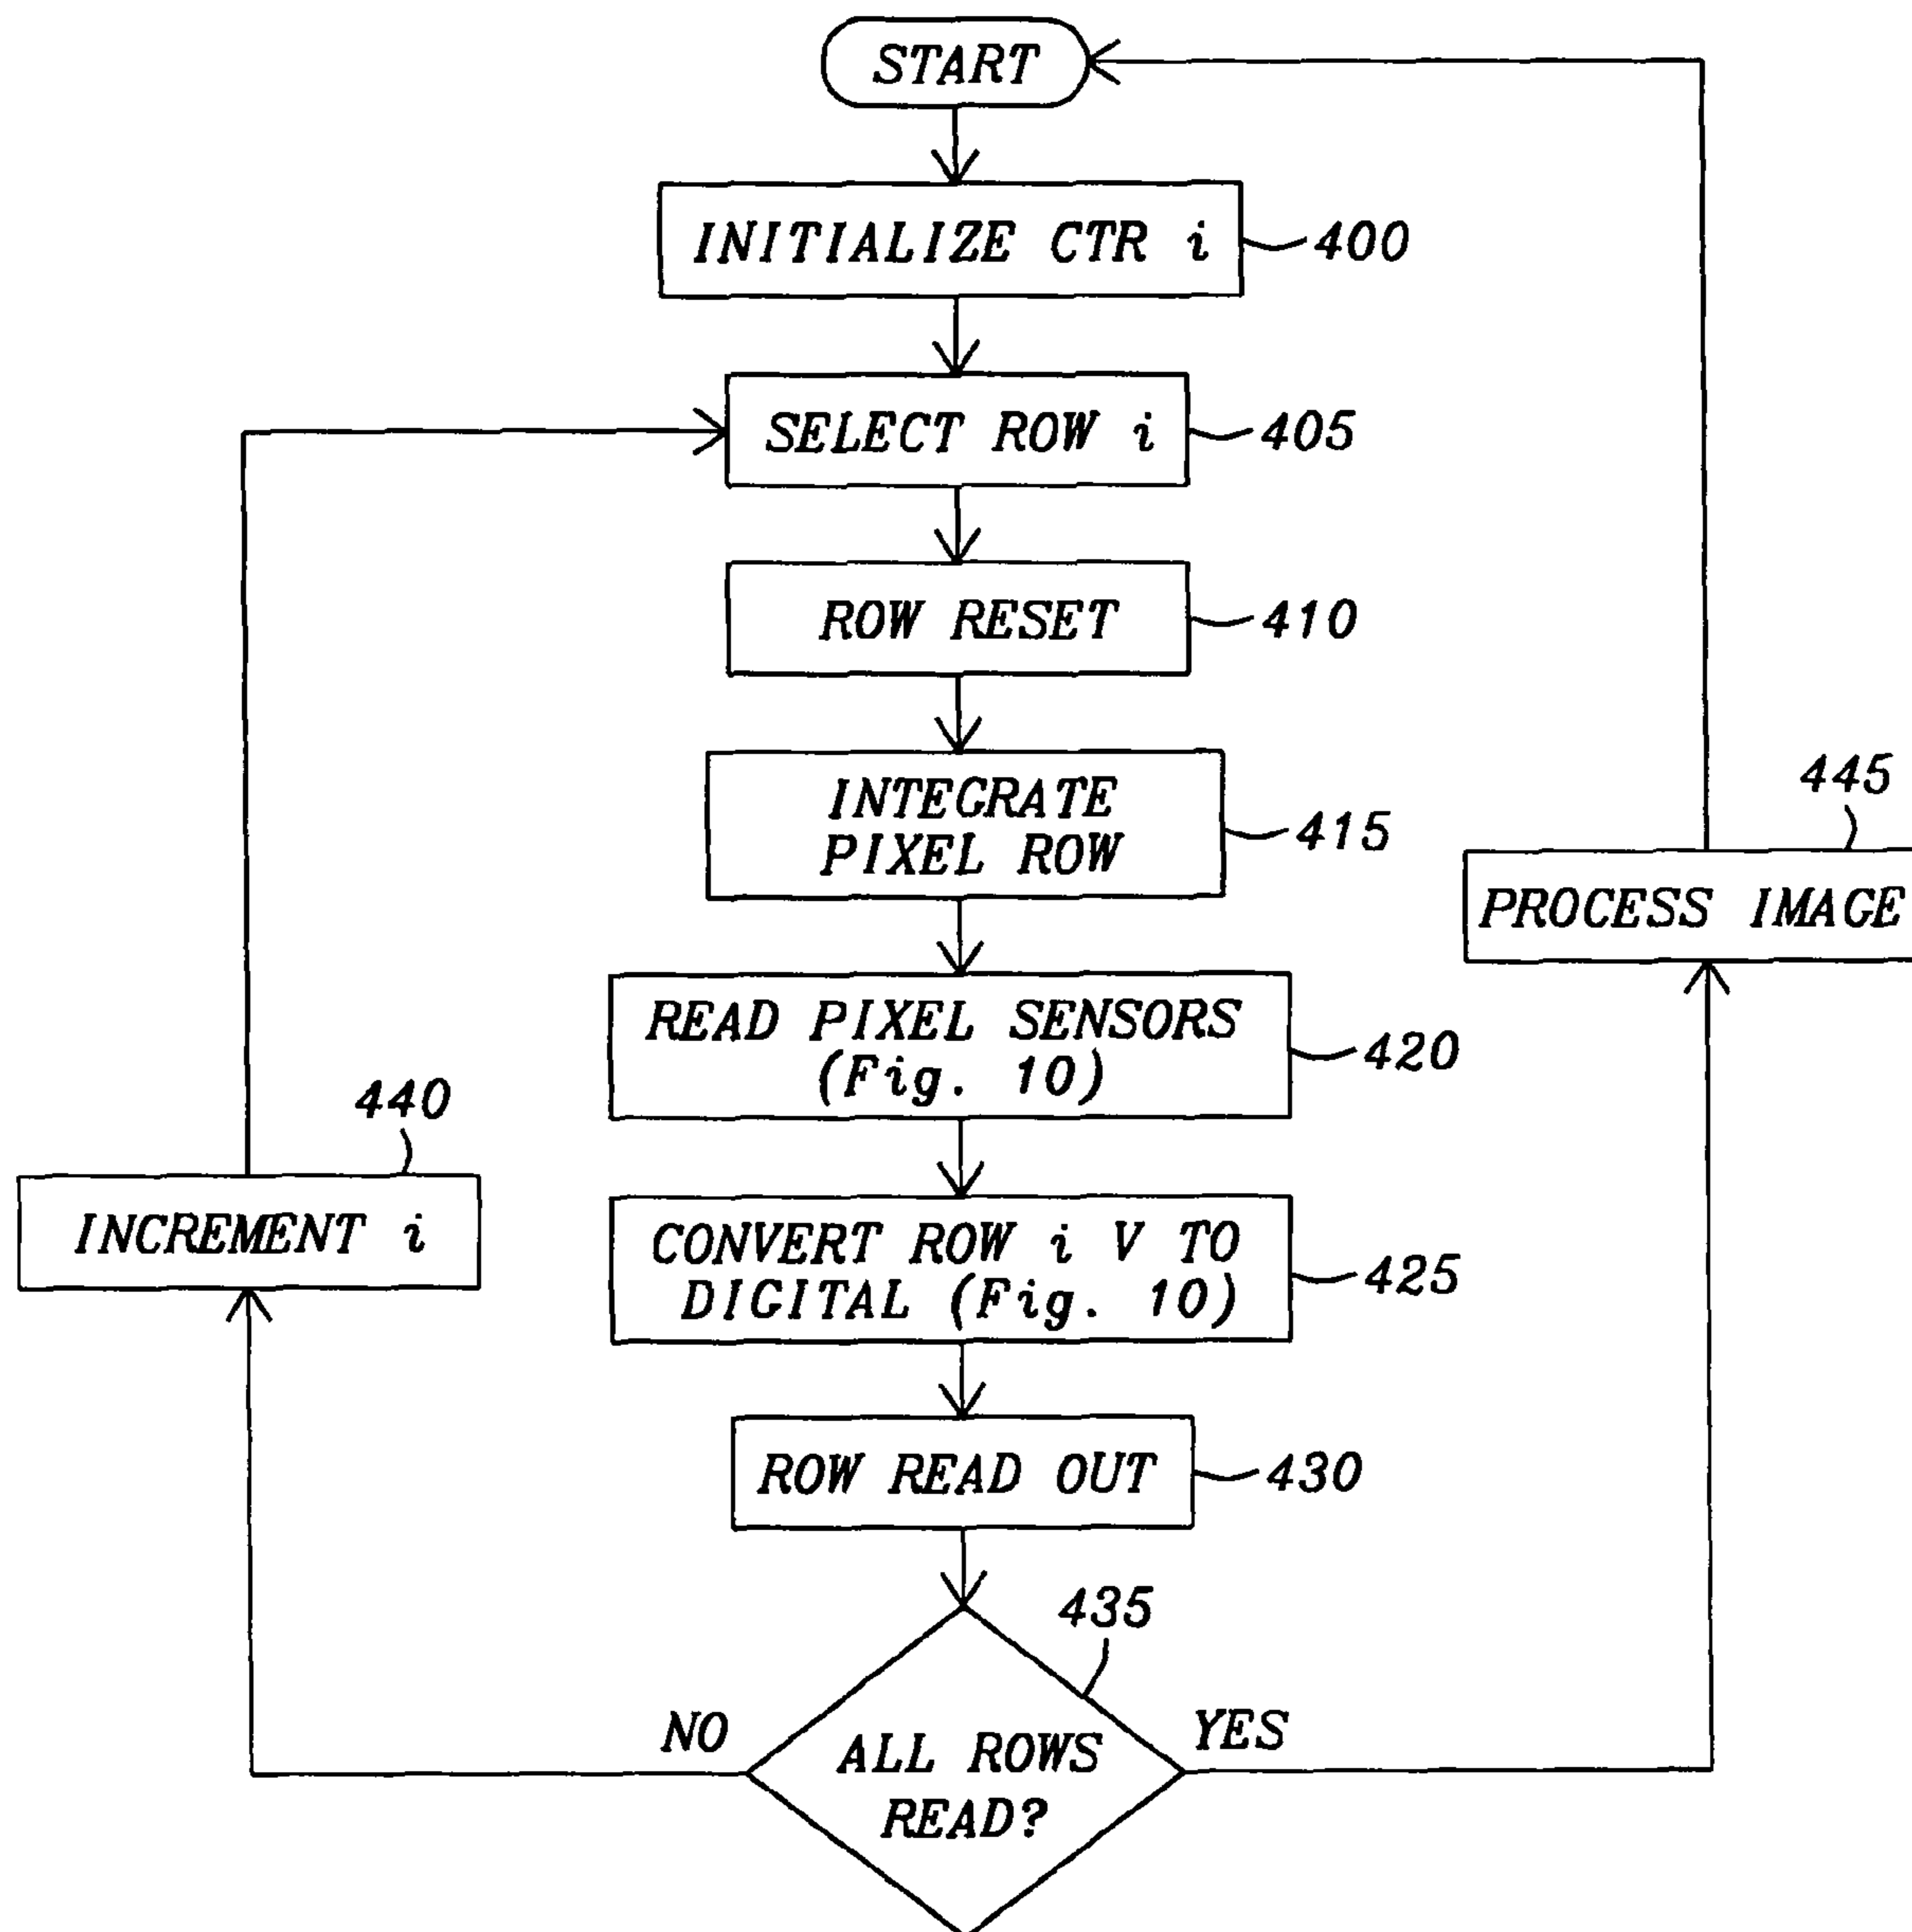 START
INITIALIZE CTR i
400
SELECT ROW i
405
ROW RESET
410
INTEGRATE
PIXEL ROW
415
445
PROCESS IMAGE
READ PIXEL SENSORS
(Fig. 10)
420
440
INCREMENT i
CONVERT ROW i V TO
DIGITAL (Fig. 10)
425
ROW READ OUT
430
435
NO
YES
ALL ROWS
READ?